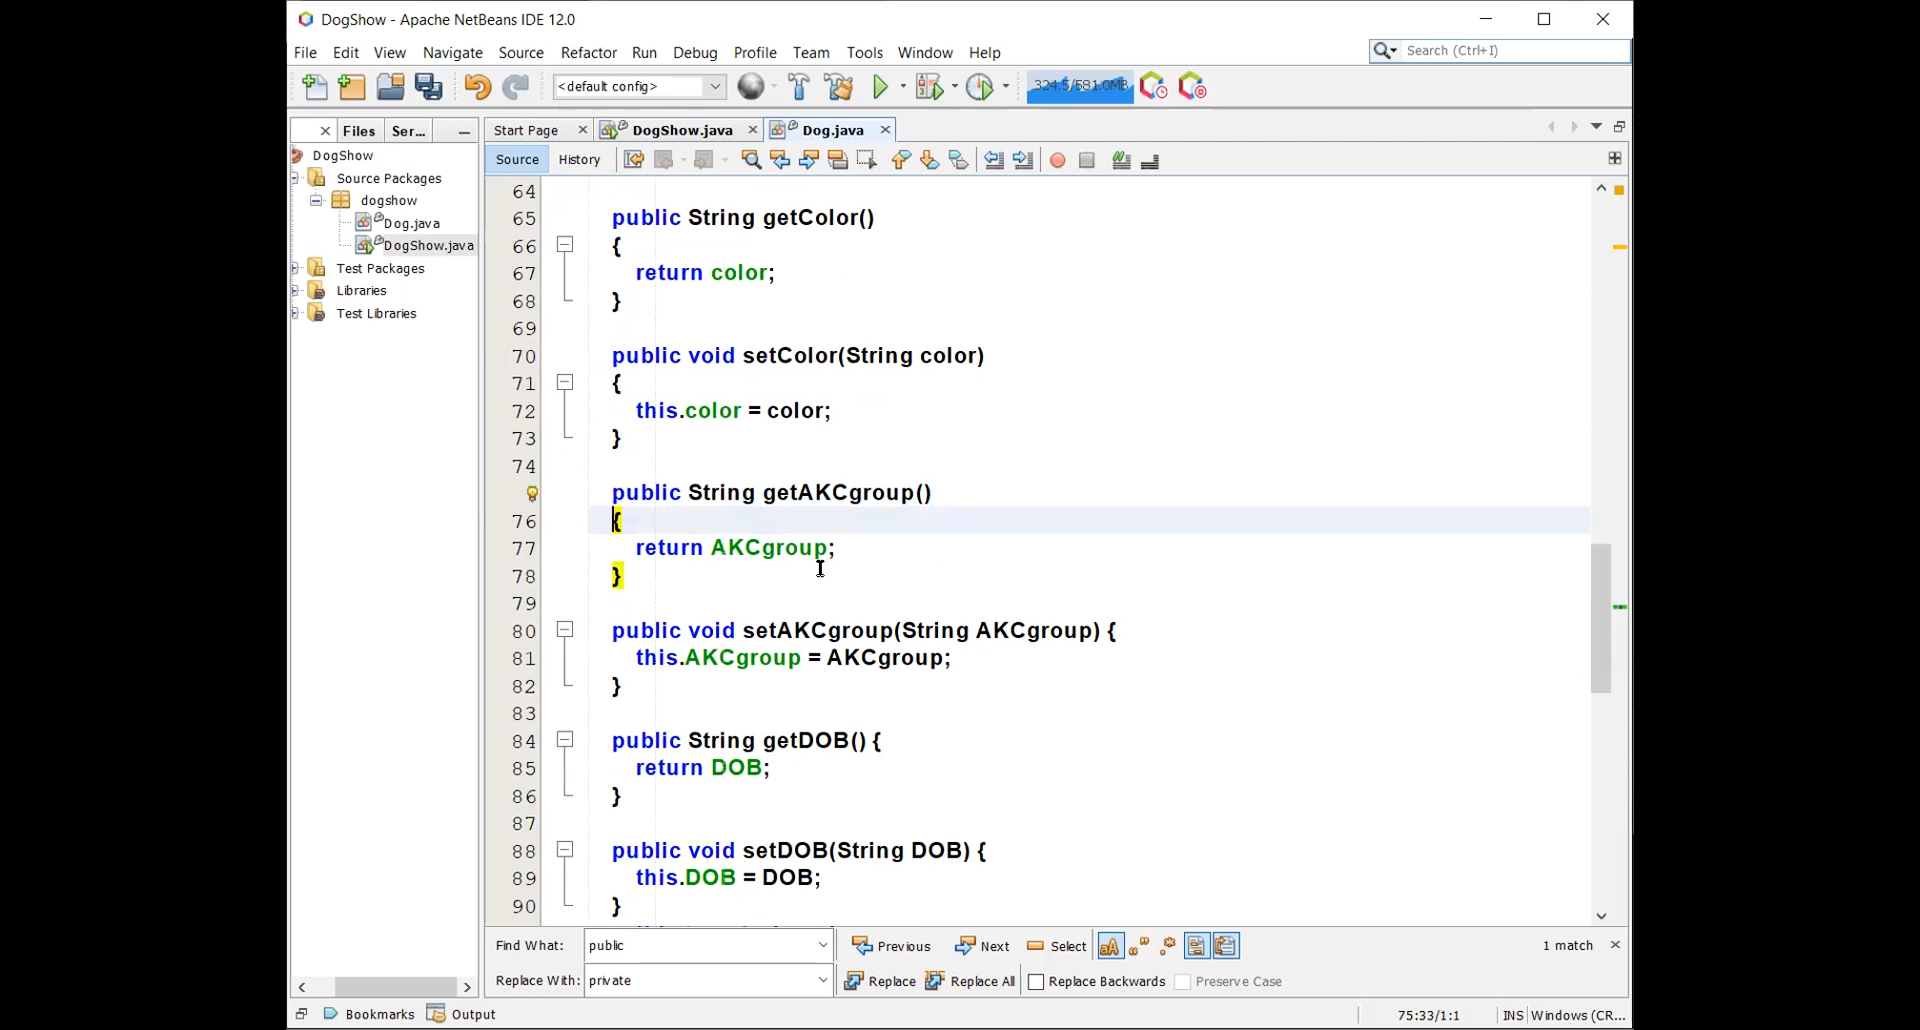 DogShow - Apache NetBeans IDE 12.0
File Edit View Navigate Source Refactor Run Debug Profile Team Tools Window Help
Search (Ctrl+I)
<default config>
324.5/581.0MB
Files Ser...
Start Page DogShow.java Dog.java
Source History
DogShow
Source Packages
dogshow
Dog.java
DogShow.java
Test Packages
Libraries
Test Libraries
64
65 public String getColor()
66 {
67 return color;
68 }
69
70 public void setColor(String color)
71 {
72 this.color = color;
73 }
74
public String getAKCgroup()
76 {
77 return AKCgroup;
78 }
79
80 public void setAKCgroup(String AKCgroup) {
81 this.AKCgroup = AKCgroup;
82 }
83
84 public String getDOB() {
85 return DOB;
86 }
87
88 public void setDOB(String DOB) {
89 this.DOB = DOB;
90 }
Find What: public Previous Next Select 1 match
Replace With: private Replace Replace All Replace Backwards Preserve Case
Bookmarks Output 75:33/1:1 INS Windows (CR...